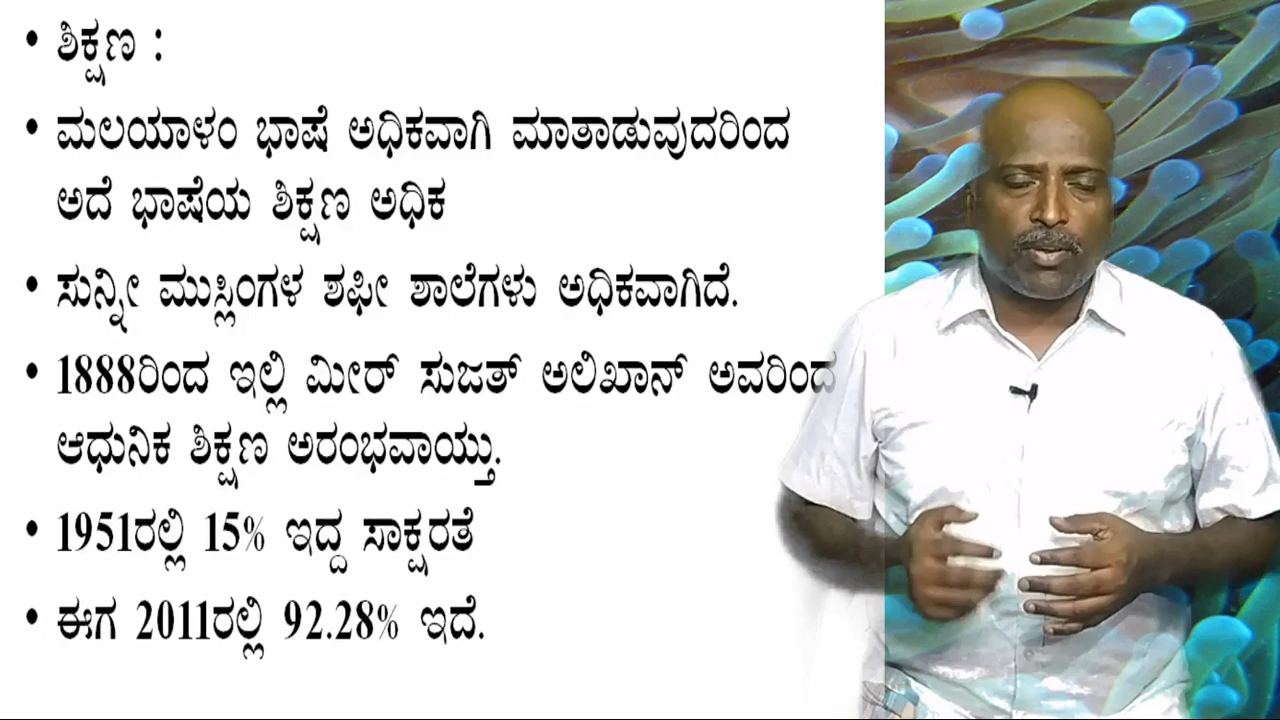 • ಶಿಕ್ಷಣ :
• ಮಲಯಾಳಂ ಭಾಷೆ ಅಧಿಕವಾಗಿ ಮಾತಾಡುವುದರಿಂದ
ಅದೆ ಭಾಷೆಯ ಶಿಕ್ಷಣ ಅಧಿಕ
• ಸುನ್ನೀ ಮುಸ್ಲಿಂಗಳ ಶಫೀ ಶಾಲೆಗಳು ಅಧಿಕವಾಗಿದೆ.
• 1888ರಿಂದ ಇಲ್ಲಿ ಮೀರ್ ಸುಜತ್ ಅಲಿಖಾನ್ ಅವರಿಂದ
ಆಧುನಿಕ ಶಿಕ್ಷಣ ಅರಂಭವಾಯ್ತು.
• 1951ರಲ್ಲಿ 15% ಇದ್ದ ಸಾಕ್ಷರತೆ
• ಈಗ 2011ರಲ್ಲಿ 92.28% ಇದೆ.